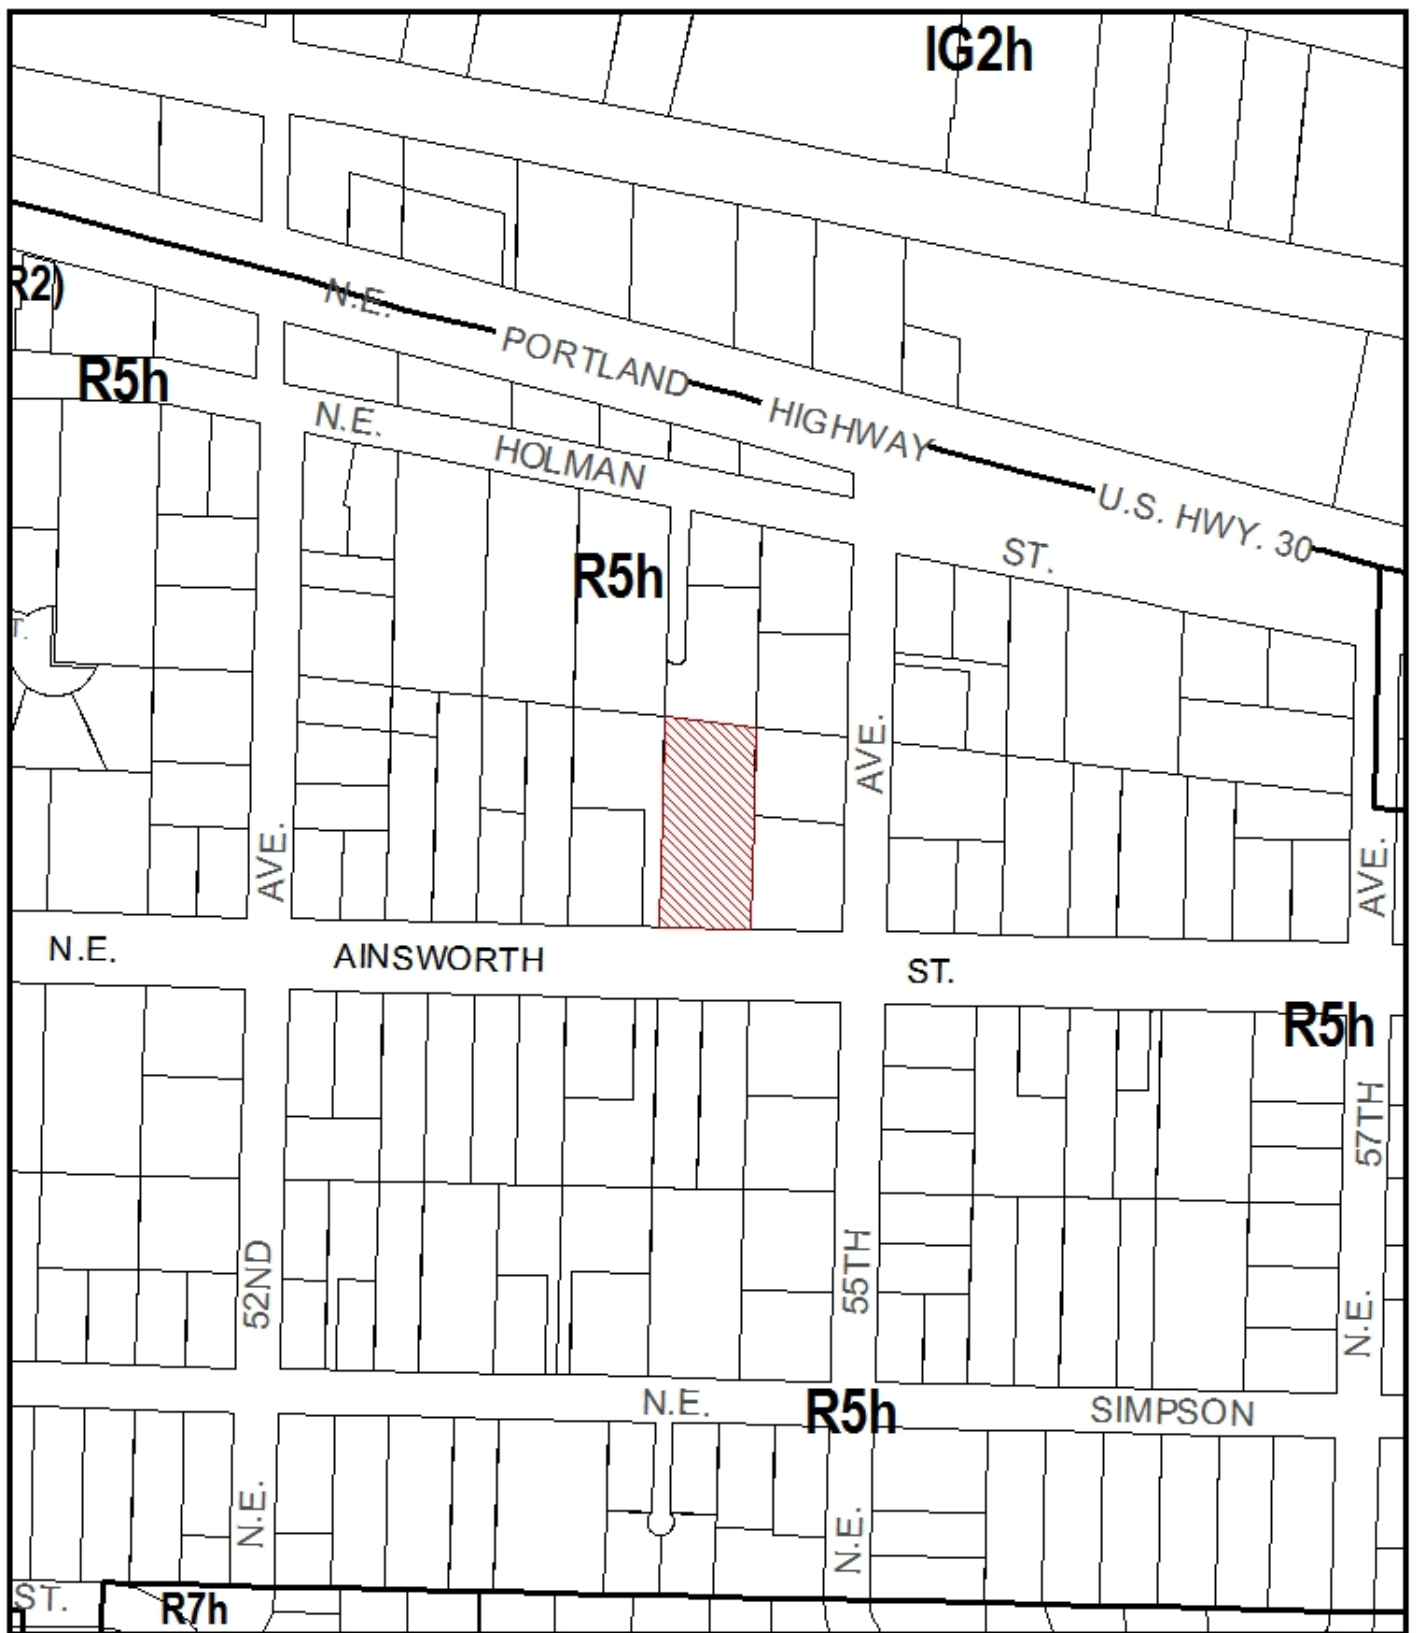 IG2h
R2)
N.E. PORTLAND HIGHWAY U.S. HWY. 30
R5h
N.E. HOLMAN ST.
R5h
T.
AVE.
AVE.
AVE.
N.E. AINSWORTH ST.
R5h
57TH
52ND
55TH
N.E.
N.E. SIMPSON
R5h
N.E.
N.E.
ST.
R7h